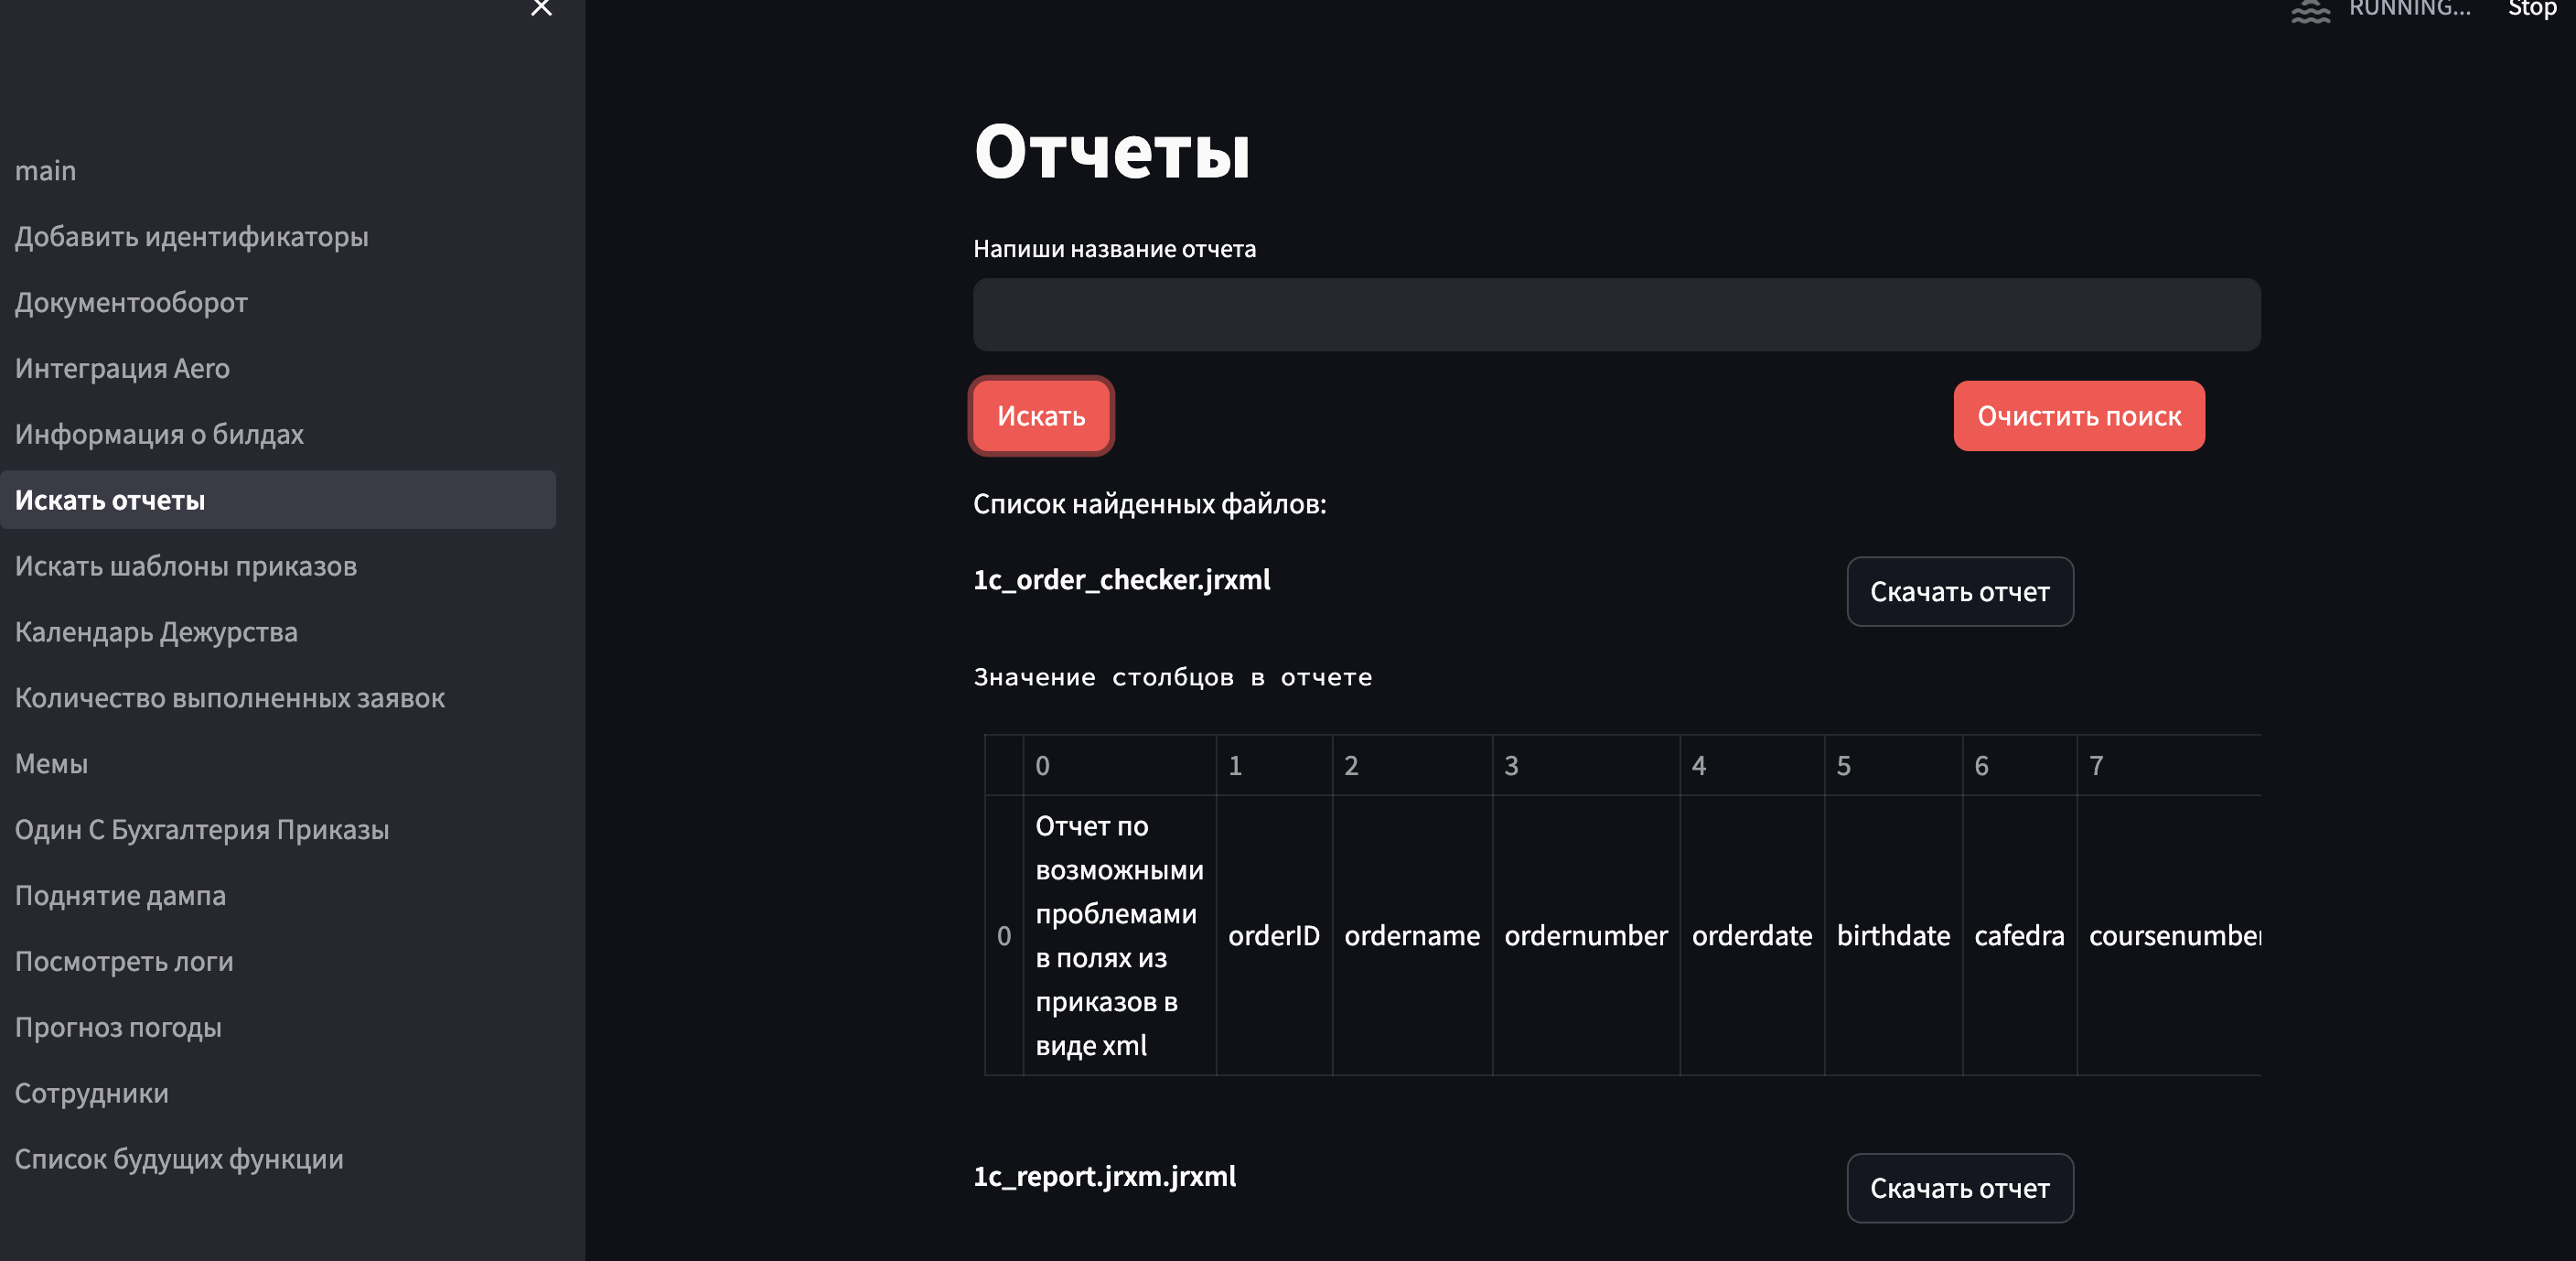 RUNNING...
Stop
main
Добавить идентификаторы
Документооборот
Интеграция Aero
Информация о билдах
Искать отчеты
Искать шаблоны приказов
Календарь Дежурства
Количество выполненных заявок
Мемы
Один С Бухгалтерия Приказы
Поднятие дампа
Посмотреть логи
Прогноз погоды
Сотрудники
Список будущих функции
Отчеты
Напиши название отчета
Искать
Очистить поиск
Список найденных файлов:
1c_order_checker.jrxml
Скачать отчет
Значение столбцов в отчете
0 1 2 3 4 5 6 7
0
Отчет по
возможными
проблемами
в полях из
приказов в
виде xml
orderID ordername ordernumber orderdate birthdate cafedra coursenumber
1c_report.jrxm.jrxml
Скачать отчет